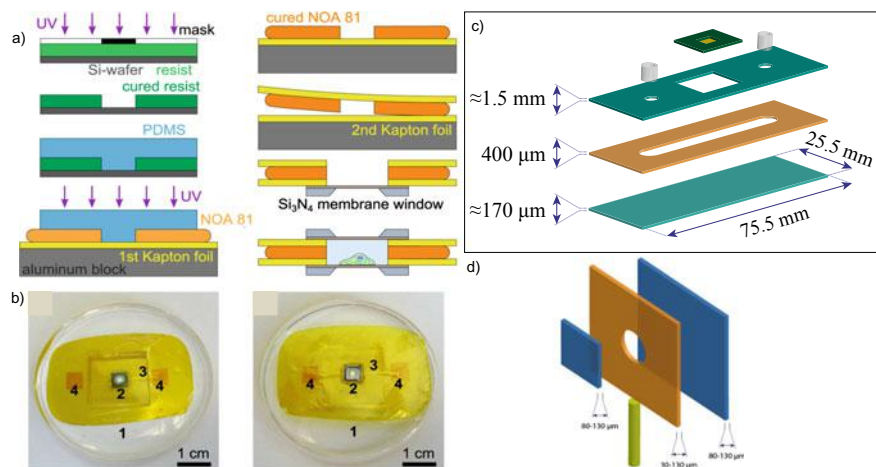 a)
UV
mask
Si-wafer
resist
cured resist
PDMS
UV
NOA 81
1st Kapton foil
aluminum block
cured NOA 81
2nd Kapton foil
Si₃N₄ membrane window
b)
4
2
3
4
1
1 cm
4
2
3
4
1
1 cm
c)
≈1.5 mm
400 μm
≈170 μm
25.5 mm
75.5 mm
d)
80-130 μm
30-130 μm
80-130 μm